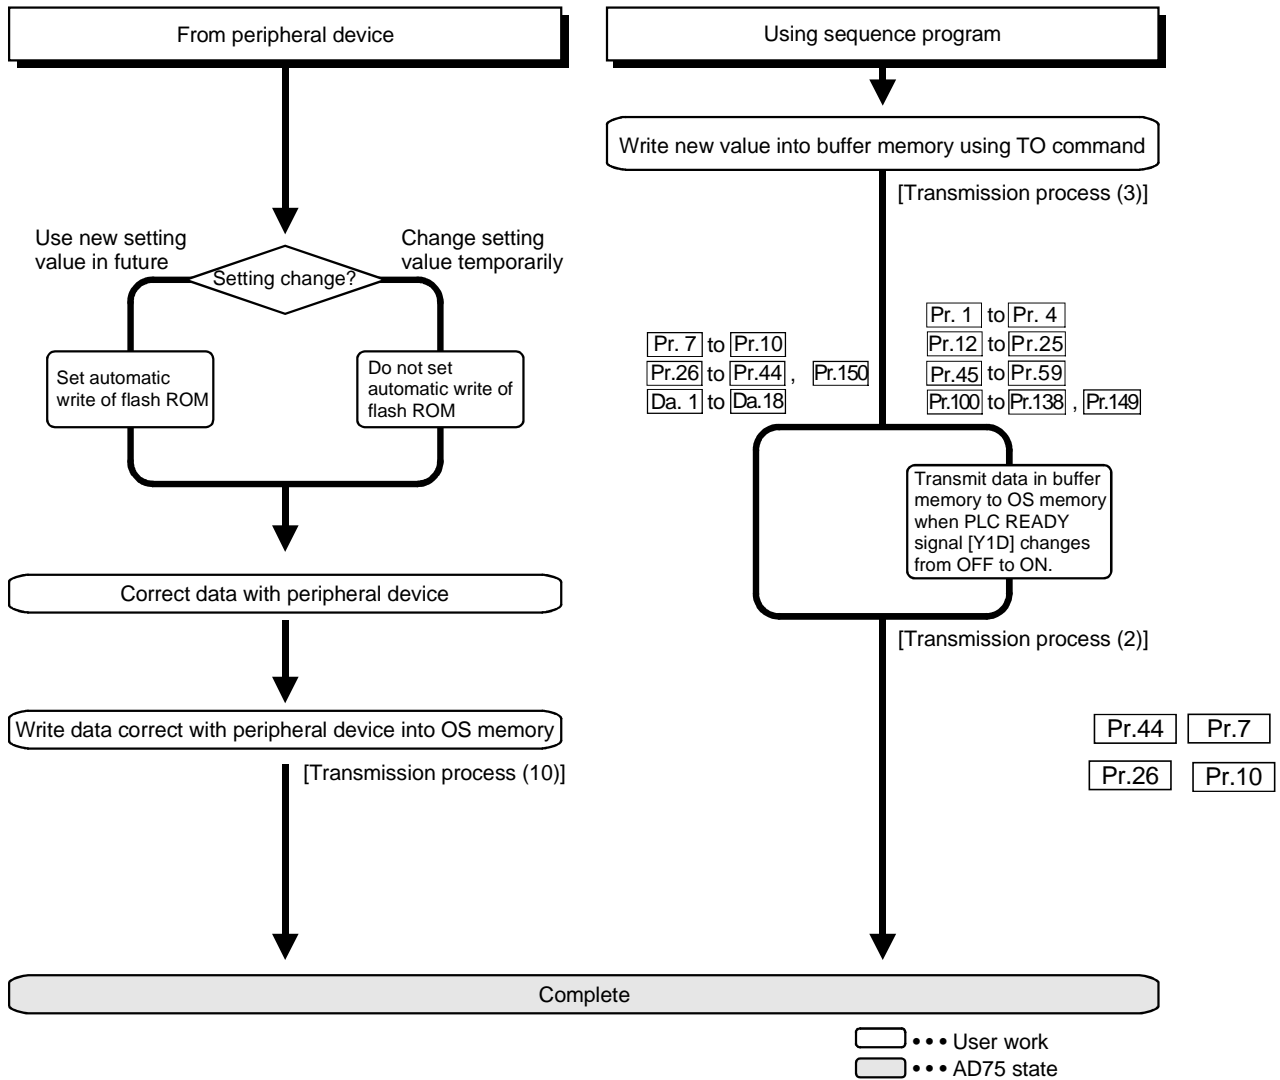 From peripheral device
Using sequence program
Write new value into buffer memory using TO command
[Transmission process (3)]
Use new setting
value in future
Change setting
value temporarily
Setting change?
Set automatic
write of flash ROM
Do not set
automatic write of
flash ROM
Pr. 7 to Pr.10
Pr.26 to Pr.44 , Pr.150
Da. 1 to Da.18
Pr. 1 to Pr. 4
Pr.12 to Pr.25
Pr.45 to Pr.59
Pr.100 to Pr.138 , Pr.149
Transmit data in buffer
memory to OS memory
when PLC READY
signal [Y1D] changes
from OFF to ON.
Correct data with peripheral device
[Transmission process (2)]
Write data correct with peripheral device into OS memory
[Transmission process (10)]
Pr.44 Pr.7
Pr.26 Pr.10
Complete
• • • User work
• • • AD75 state